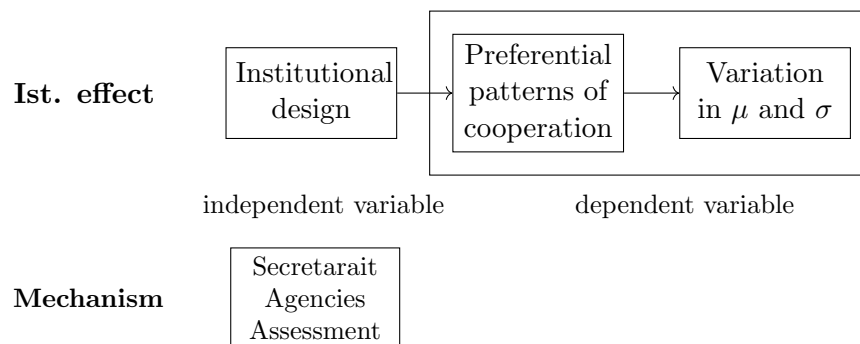 Ist. effect
Institutional
design
Preferential
patterns of
cooperation
Variation
in μ and σ
independent variable
dependent variable
Mechanism
Secretarait
Agencies
Assessment